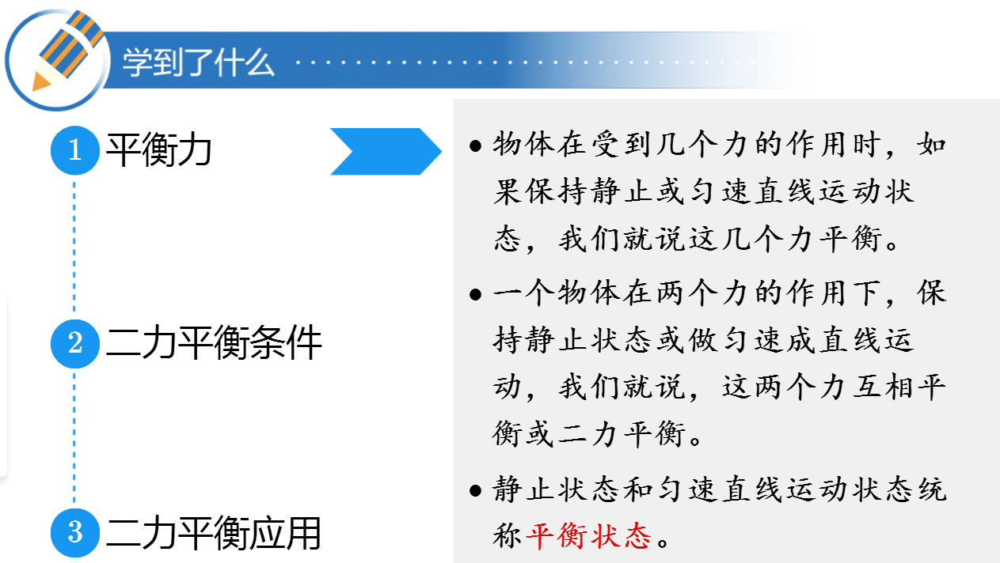 学到了什么
1 平衡力
• 物体在受到几个力的作用时，如
果保持静止或匀速直线运动状
态，我们就说这几个力平衡。
• 一个物体在两个力的作用下，保
持静止状态或做匀速成直线运
动，我们就说，这两个力互相平
衡或二力平衡。
• 静止状态和匀速直线运动状态统
称平衡状态。
2 二力平衡条件
3 二力平衡应用